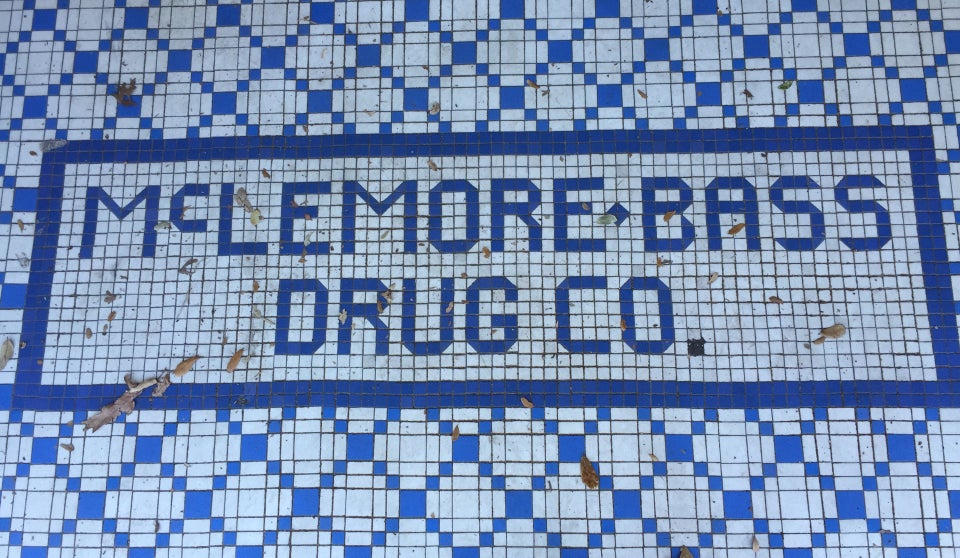 McLEMORE-BASS
DRUG CO.